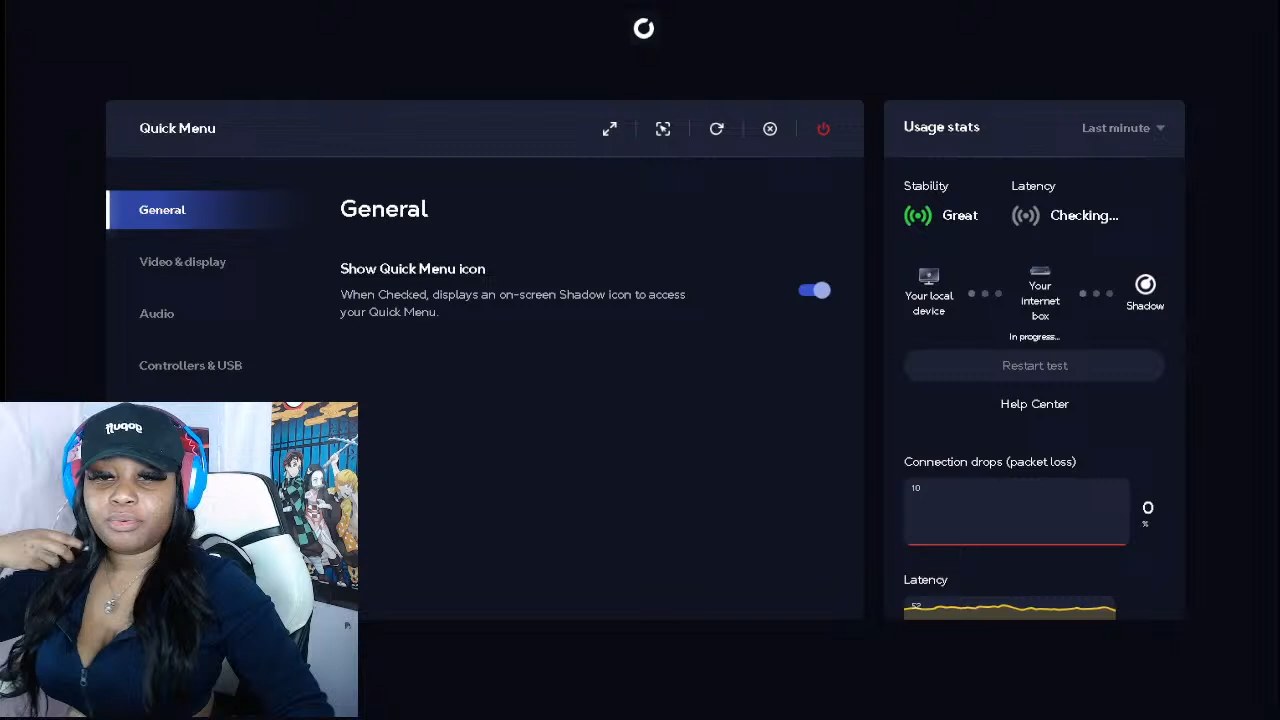 Quick Menu
General
Video & display
Audio
Controllers & USB
General
Show Quick Menu icon
When Checked, displays an on-screen Shadow icon to access
your Quick Menu.
Usage stats
Last minute
Stability
Latency
Great
Checking...
Your local
device
Your
internet
box
In progress...
Shadow
Restart test
Help Center
Connection drops (packet loss)
10
0
%
Latency
52